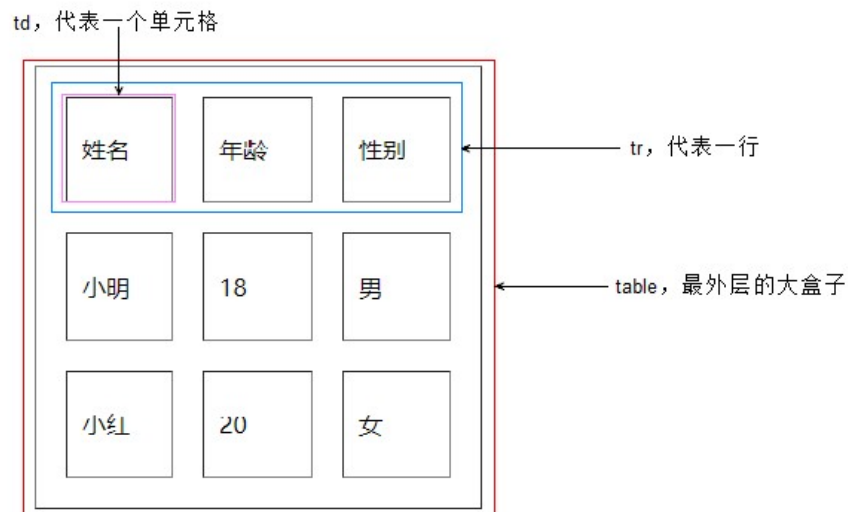 td，代表一个单元格
姓名 年龄 性别
tr，代表一行
小明 18 男
table，最外层的大盒子
小红 20 女